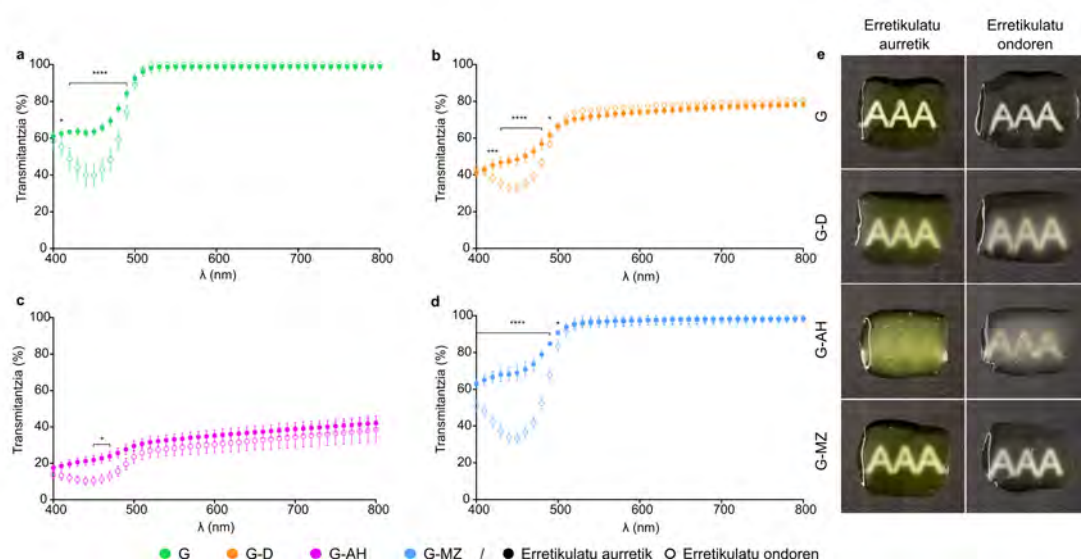 Erretikulatu aurretik
Erretikulatu ondoren
a
b
e
Transmitantzia (%)
100
80
60
40
20
0
400
500
600
700
800
λ (nm)
*
****
Transmitantzia (%)
100
80
60
40
20
0
400
500
600
700
800
λ (nm)
***
****
*
G
AAA
AAA
G-D
AAA
AAA
c
d
Transmitantzia (%)
100
80
60
40
20
0
400
500
600
700
800
λ (nm)
*
Transmitantzia (%)
100
80
60
40
20
0
400
500
600
700
800
λ (nm)
****
*
G-AH
AAA
G-MZ
AAA
AAA
G G-D G-AH G-MZ / Erretikulatu aurretik Erretikulatu ondoren